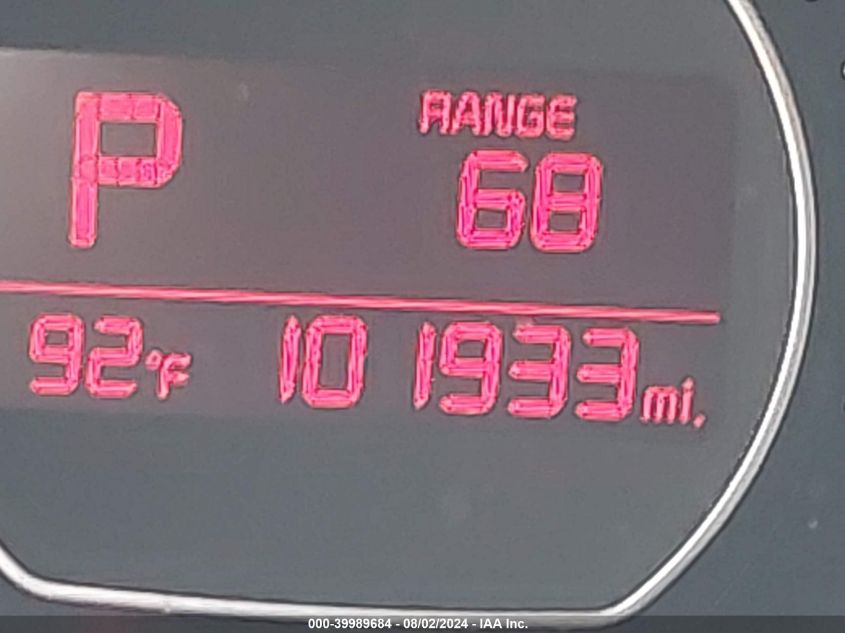 P RANGE
68
92°F 101933 mi.
000-39989684 - 08/02/2024 - IAA Inc.